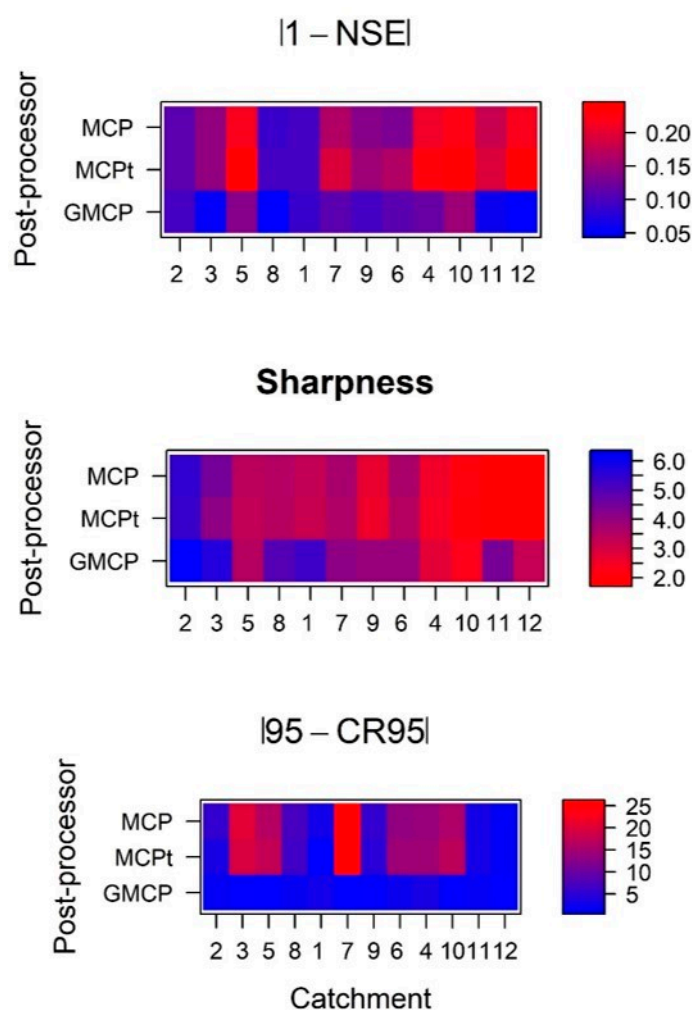 |1 – NSE|
Post-processor
MCP
MCPt
GMCP
0.20
0.15
0.10
0.05
2 3 5 8 1 7 9 6 4 10 11 12
Sharpness
Post-processor
MCP
MCPt
GMCP
6.0
5.0
4.0
3.0
2.0
2 3 5 8 1 7 9 6 4 10 11 12
|95 – CR95|
Post-processor
MCP
MCPt
GMCP
25
20
15
10
5
2 3 5 8 1 7 9 6 4 10 11 12
Catchment